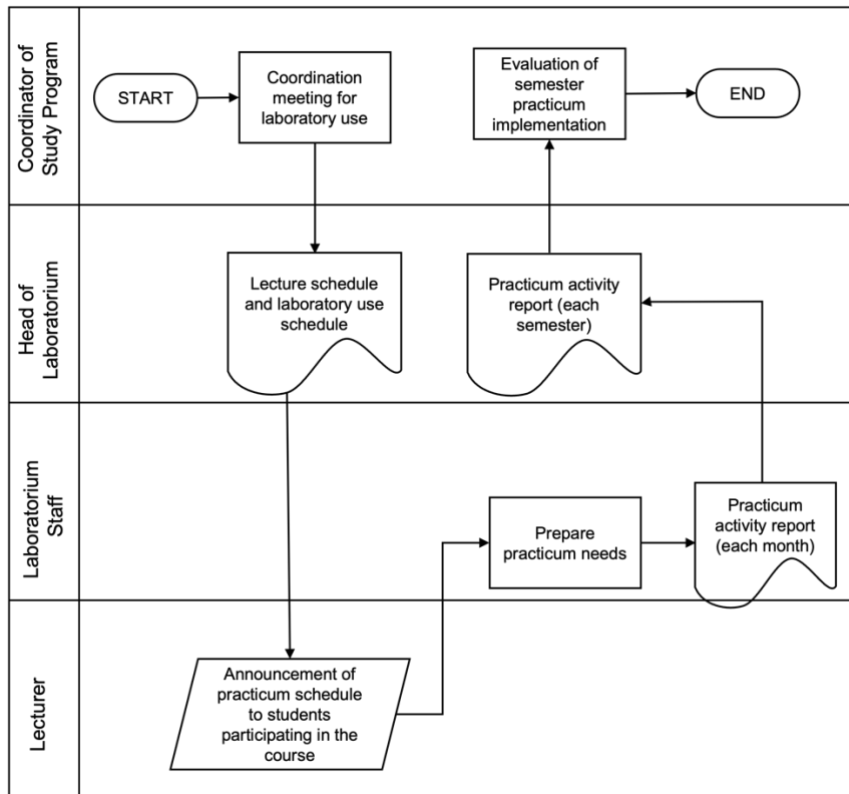 Coordinator of
Study Program
START
Coordination
meeting for
laboratory use
Evaluation of
semester
practicum
implementation
END
Head of
Laboratorium
Lecture schedule
and laboratory use
schedule
Practicum activity
report (each
semester)
Laboratorium
Staff
Prepare
practicum needs
Practicum
activity report
(each month)
Lecturer
Announcement of
practicum schedule
to students
participating in the
course